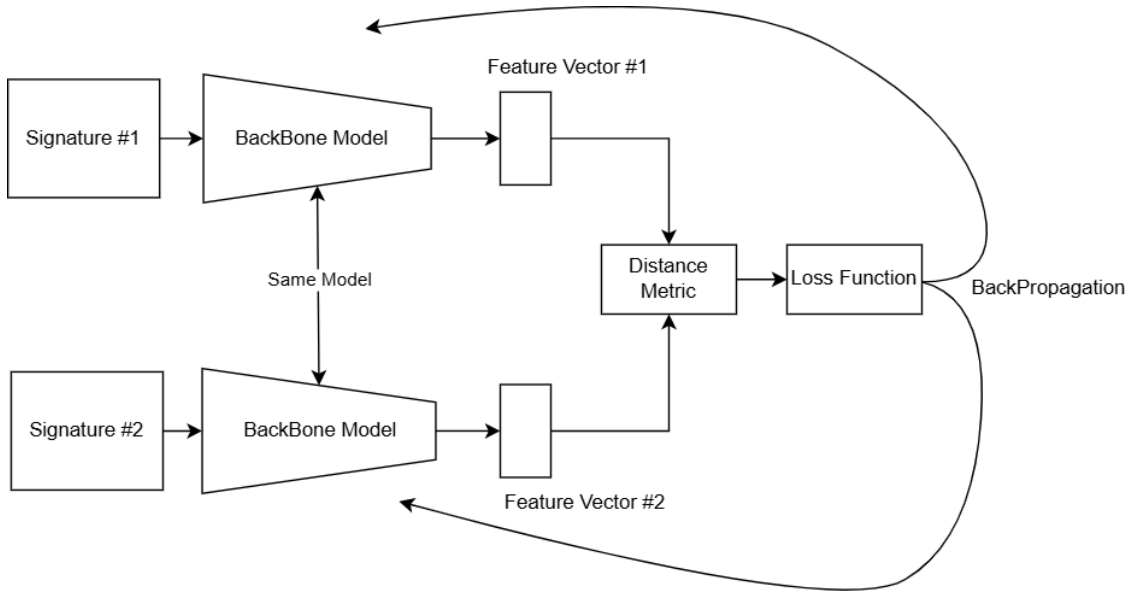 Feature Vector #1
Signature #1
BackBone Model
Same Model
Distance
Metric
Loss Function
BackPropagation
Signature #2
BackBone Model
Feature Vector #2